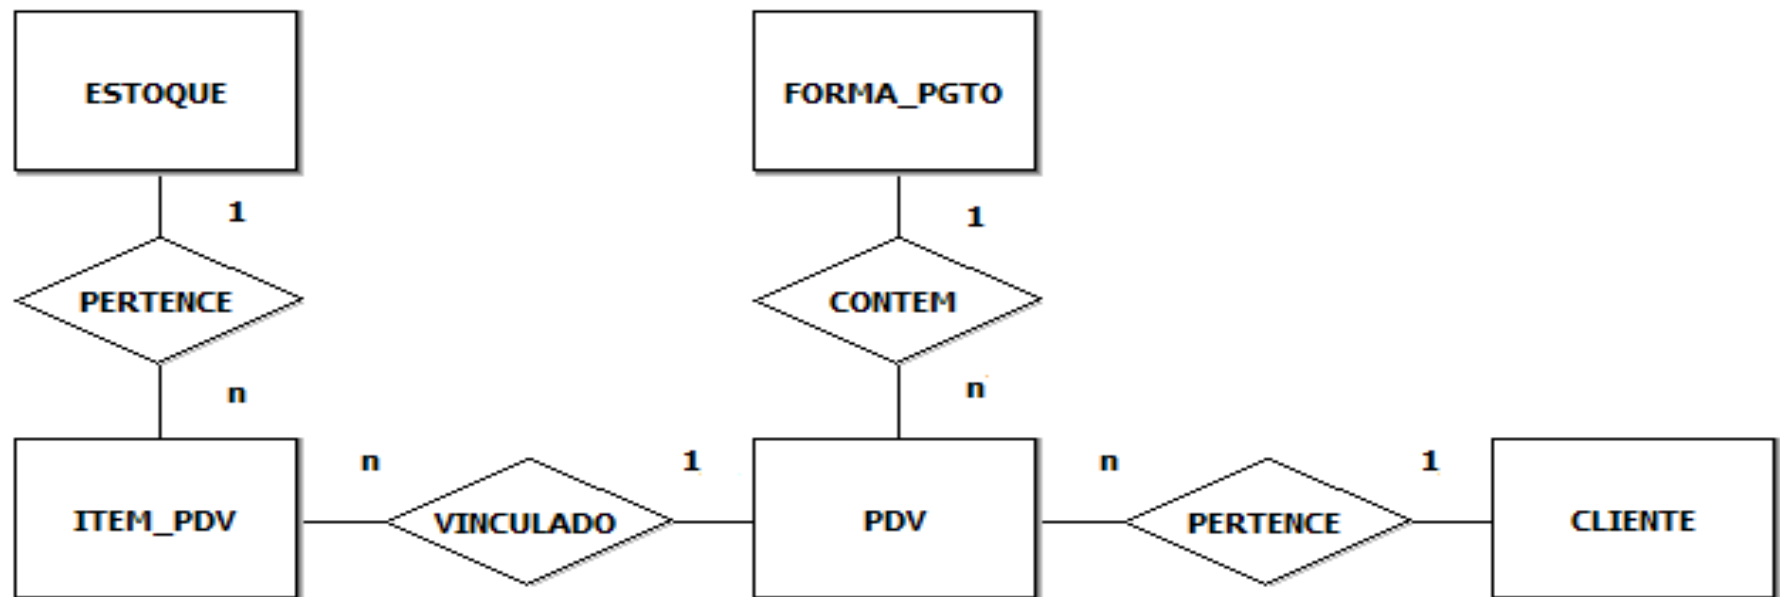 ESTOQUE
FORMA_PGTO
1
1
PERTENCE
CONTEM
n
n
n
1
n
1
ITEM_PDV
VINCULADO
PDV
PERTENCE
CLIENTE